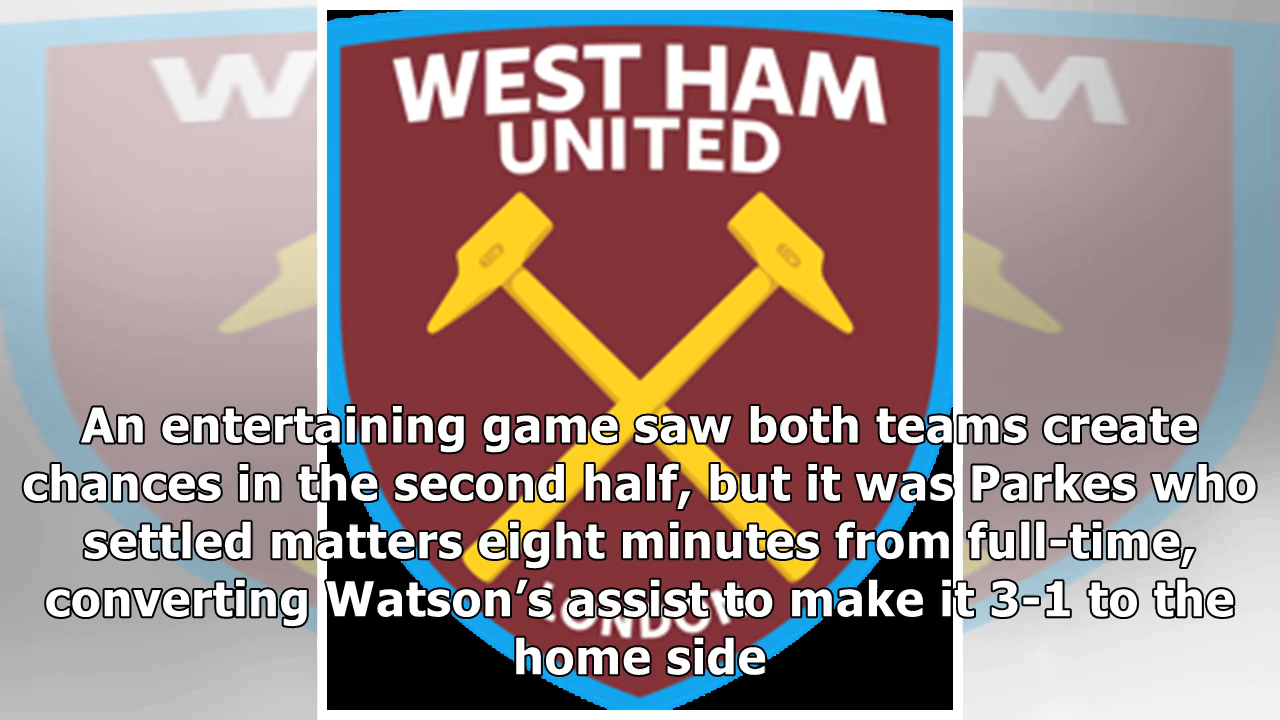 WEST HAM
UNITED
W
M
An entertaining game saw both teams create
chances in the second half, but it was Parkes who
settled matters eight minutes from full-time,
converting Watson’s assist to make it 3-1 to the
home side
LONDON